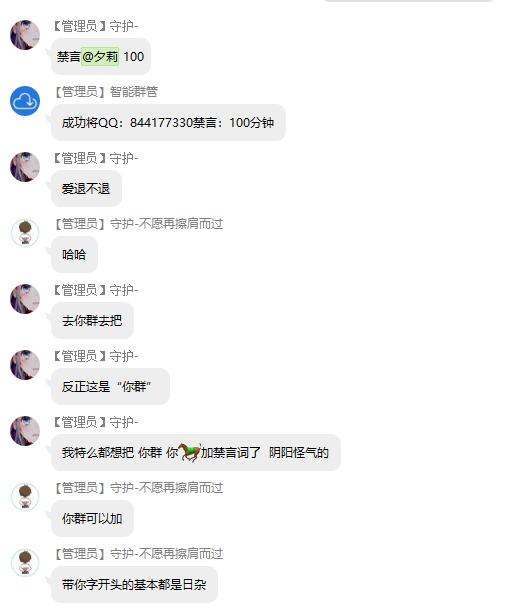 【管理员】守护-
禁言@夕莉 100
【管理员】智能群管
成功将QQ：844177330禁言：100分钟
【管理员】守护-
爱退不退
【管理员】守护-不愿再擦肩而过
哈哈
【管理员】守护-
去你群去把
【管理员】守护-
反正这是“你群”
【管理员】守护-
我特么都想把 你群 你加禁言词了 阴阳怪气的
【管理员】守护-不愿再擦肩而过
你群可以加
【管理员】守护-不愿再擦肩而过
带你字开头的基本都是日杂